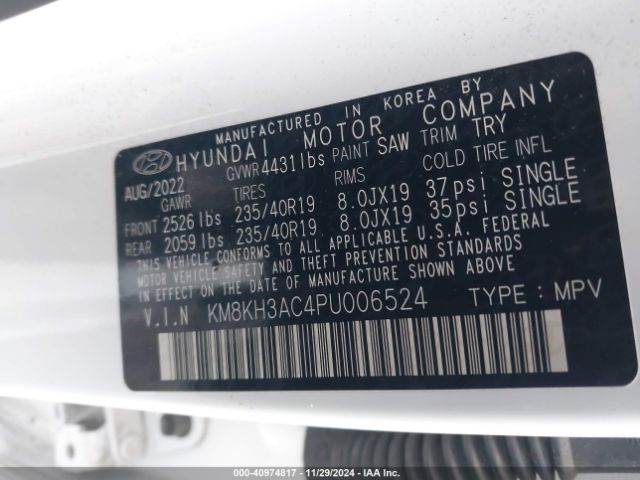 MANUFACTURED IN KOREA BY
HYUNDAI MOTOR COMPANY
AUG/2022 GVWR 4431lbs PAINT SAW TRIM TRY
GAWR TIRES RIMS COLD TIRE INFL
FRONT 2526 lbs 235/40R19 8.0JX19 37psi SINGLE
REAR 2059 lbs 235/40R19 8.0JX19 35psi SINGLE
THIS VEHICLE CONFORMS TO ALL APPLICABLE U.S.A. FEDERAL
MOTOR VEHICLE SAFETY AND THEFT PREVENTION STANDARDS
IN EFFECT ON THE DATE OF MANUFACTURE SHOWN ABOVE.
V.I.N KM8KH3AC4PU006524 TYPE : MPV
000-40974817 - 11/29/2024 - IAA Inc.